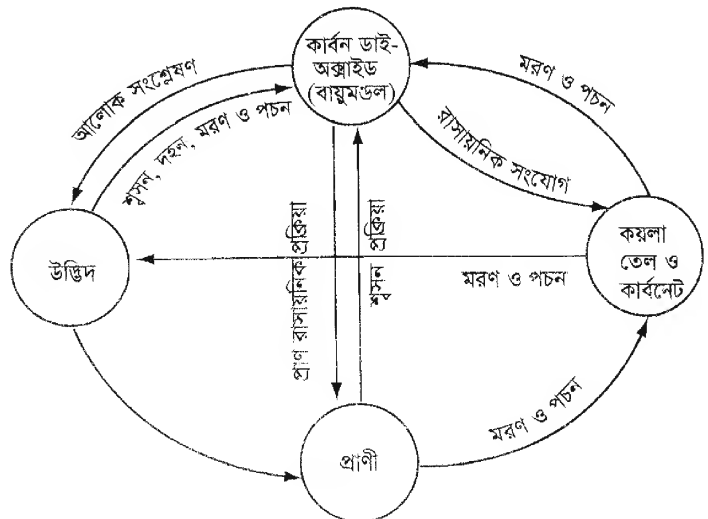 কার্বন ডাই-
অক্সাইড
(বায়ুমণ্ডল)
আলোক সংশ্লেষণ
শ্বসন, দহন, মরণ ও পচন
মরণ ও পচন
রাসায়নিক সংযোগ
উদ্ভিদ
প্রাণ রাসায়নিক প্রক্রিয়া
শ্বসন প্রক্রিয়া
মরণ ও পচন
কয়লা
তেল ও
কার্বনেট
মরণ ও পচন
প্রাণী